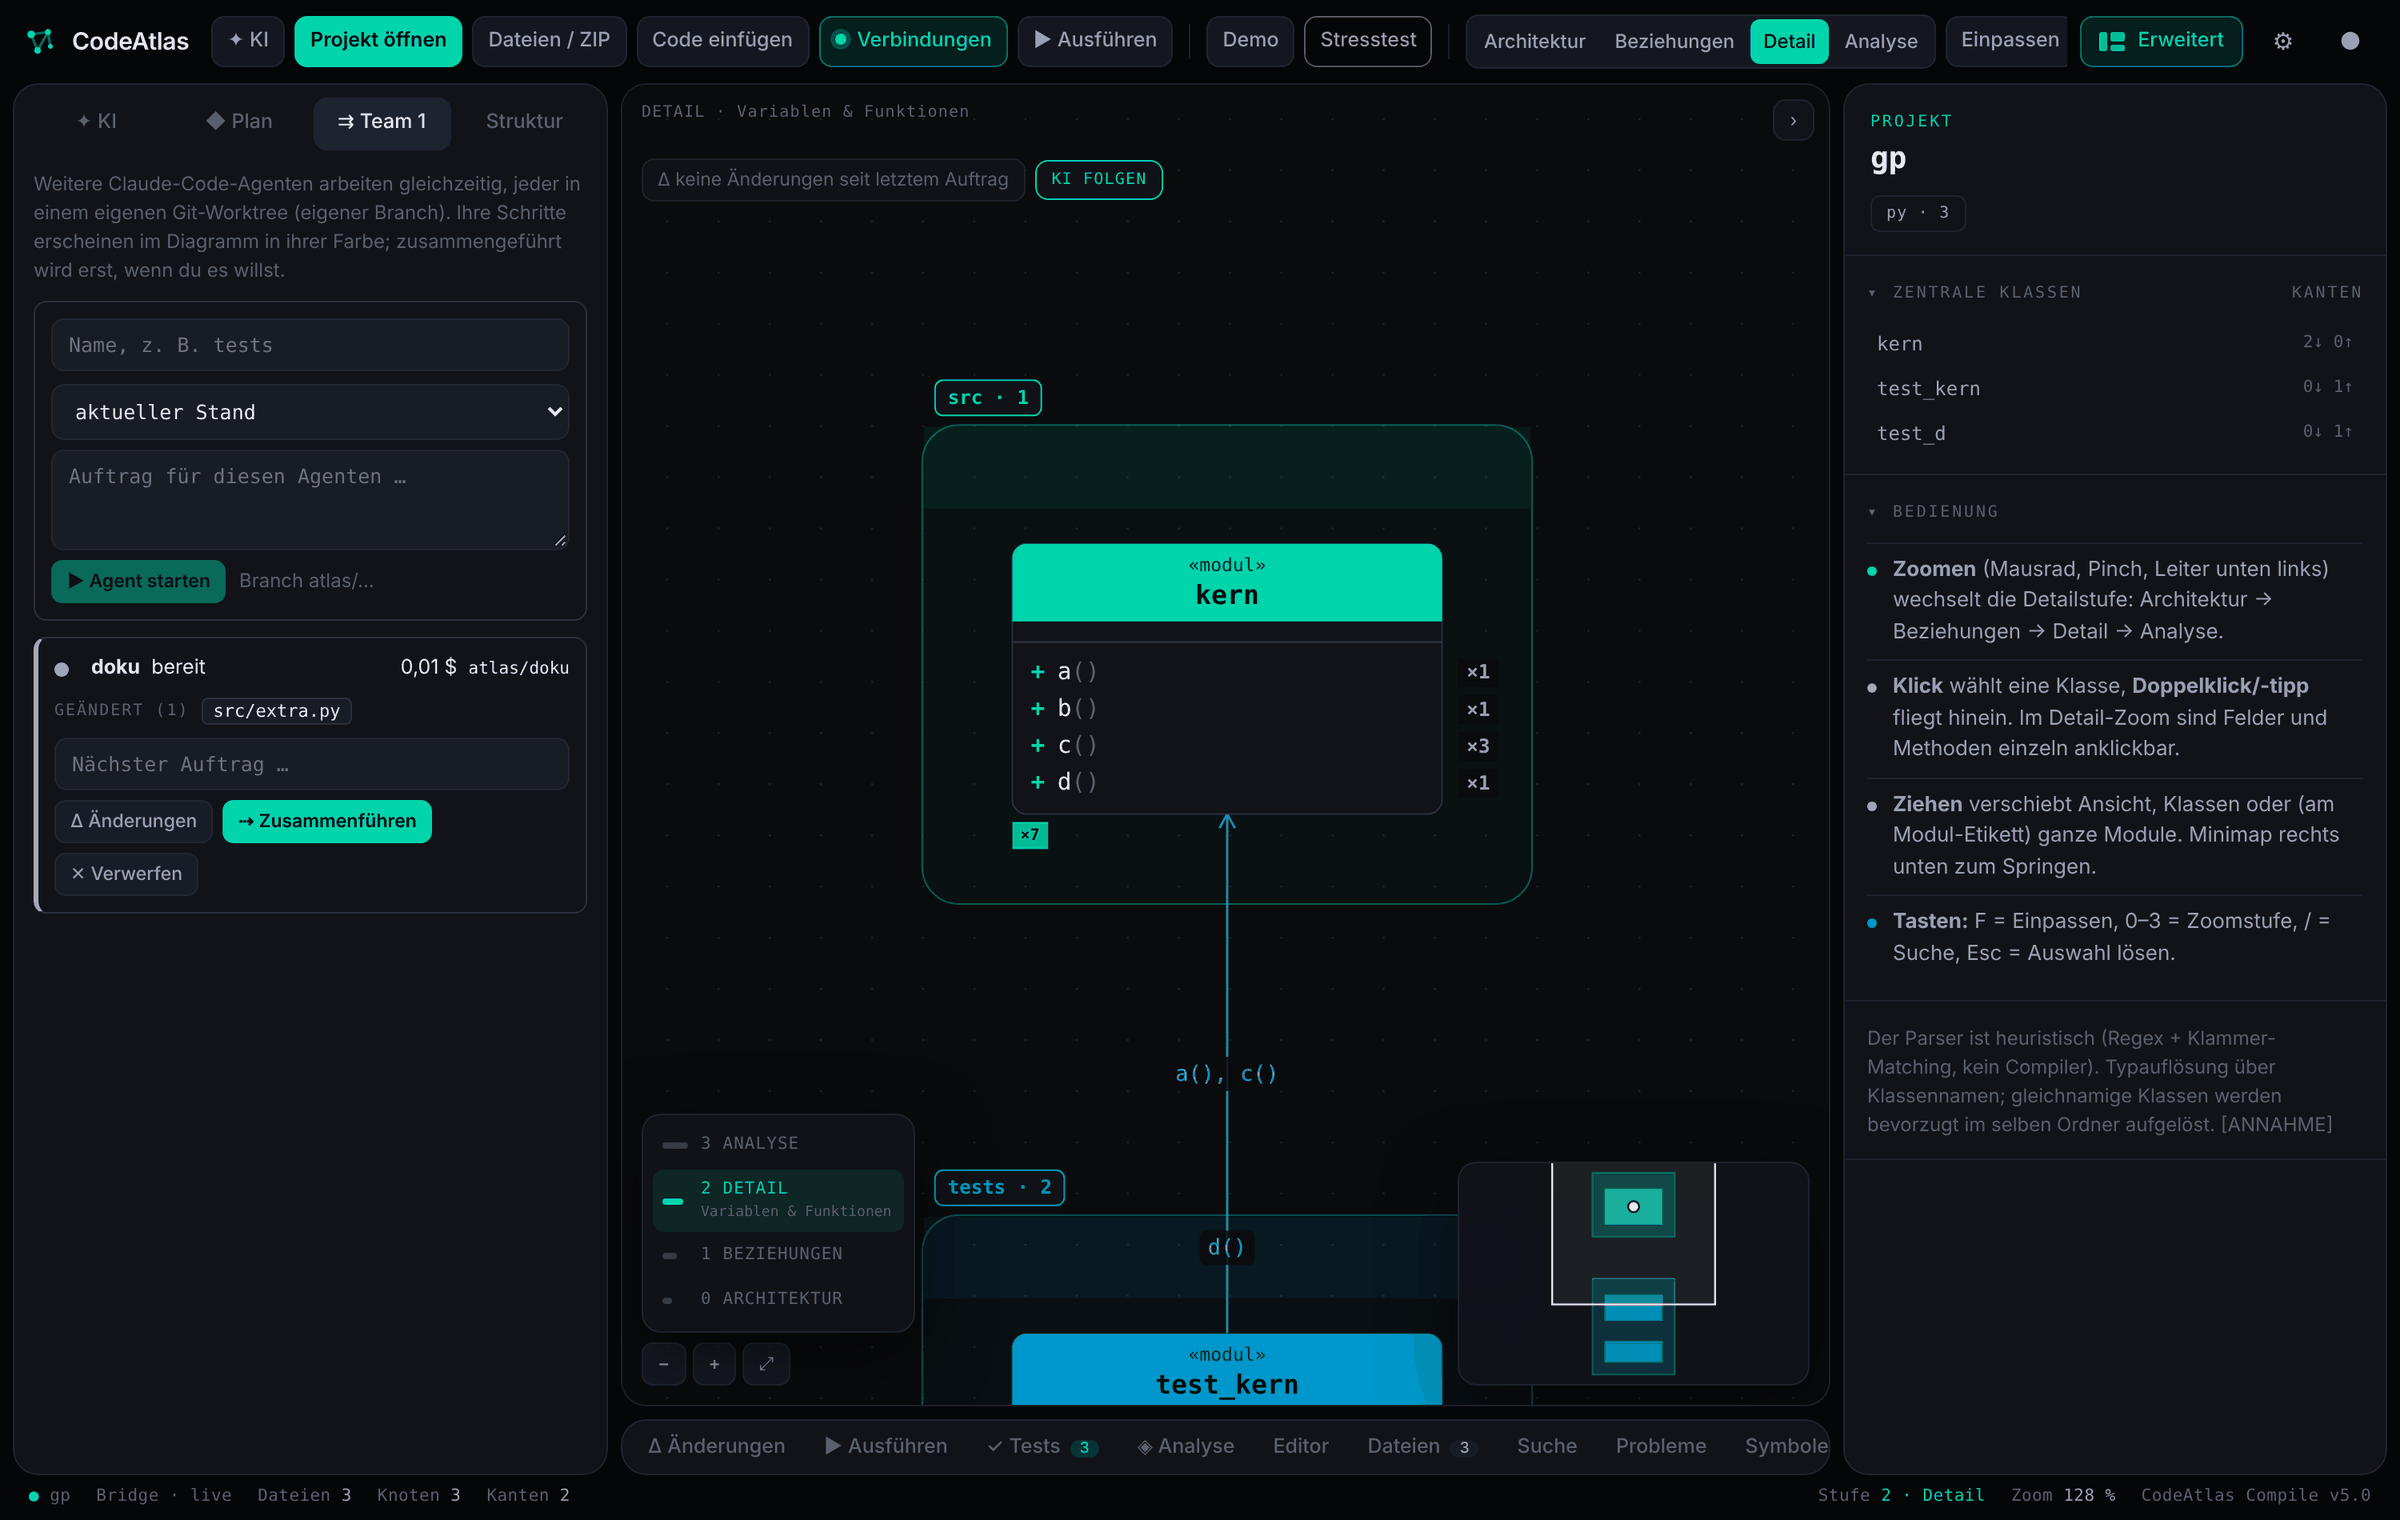 CodeAtlas
✦ KI
Projekt öffnen
Dateien / ZIP
Code einfügen
Verbindungen
▶ Ausführen
Demo
Stresstest
Architektur
Beziehungen
Detail
Analyse
Einpassen
Erweitert
✦ KI
◆ Plan
⇉ Team 1
Struktur
Weitere Claude-Code-Agenten arbeiten gleichzeitig, jeder in
einem eigenen Git-Worktree (eigener Branch). Ihre Schritte
erscheinen im Diagramm in ihrer Farbe; zusammengeführt
wird erst, wenn du es willst.
Name, z. B. tests
aktueller Stand
Auftrag für diesen Agenten …
▶ Agent starten
Branch atlas/…
doku bereit
0,01 $ atlas/doku
GEÄNDERT (1) src/extra.py
Nächster Auftrag …
Δ Änderungen
⇢ Zusammenführen
✕ Verwerfen
DETAIL · Variablen & Funktionen
›
Δ keine Änderungen seit letztem Auftrag
KI FOLGEN
src · 1
«modul»
kern
+ a() ×1
+ b() ×1
+ c() ×3
+ d() ×1
×7
a(), c()
tests · 2
d()
«modul»
test_kern
3 ANALYSE
2 DETAIL
Variablen & Funktionen
1 BEZIEHUNGEN
0 ARCHITEKTUR
− + ⤢
Δ Änderungen
▶ Ausführen
✓ Tests 3
◈ Analyse
Editor
Dateien 3
Suche
Probleme
Symbole
PROJEKT
gp
py · 3
▾ ZENTRALE KLASSEN KANTEN
kern 2↓ 0↑
test_kern 0↓ 1↑
test_d 0↓ 1↑
▾ BEDIENUNG
Zoomen (Mausrad, Pinch, Leiter unten links)
wechselt die Detailstufe: Architektur →
Beziehungen → Detail → Analyse.
Klick wählt eine Klasse, Doppelklick/-tipp
fliegt hinein. Im Detail-Zoom sind Felder und
Methoden einzeln anklickbar.
Ziehen verschiebt Ansicht, Klassen oder (am
Modul-Etikett) ganze Module. Minimap rechts
unten zum Springen.
Tasten: F = Einpassen, 0–3 = Zoomstufe, / =
Suche, Esc = Auswahl lösen.
Der Parser ist heuristisch (Regex + Klammer-
Matching, kein Compiler). Typauflösung über
Klassennamen; gleichnamige Klassen werden
bevorzugt im selben Ordner aufgelöst. [ANNAHME]
gp
Bridge · live
Dateien 3
Knoten 3
Kanten 2
Stufe 2 · Detail
Zoom 128 %
CodeAtlas Compile v5.0